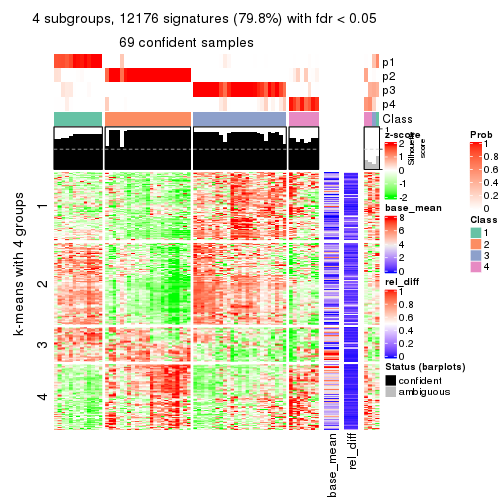 4 subgroups, 12176 signatures (79.8%) with fdr < 0.05
69 confident samples
p1
p2
p3
p4
Class
Silhouette
score
k-means with 4 groups
1
2
3
4
base_mean
rel_diff
z-score
2
1
0
-1
-2
base_mean
8
6
4
2
0
rel_diff
1
0.8
0.6
0.4
0.2
0
Status (barplots)
confident
ambiguous
Prob
1
0.8
0.6
0.4
0.2
0
Class
1
2
3
4